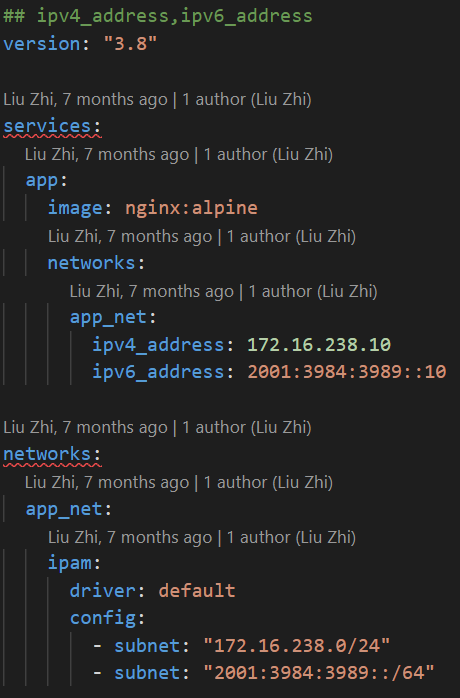 ## ipv4_address,ipv6_address
version: "3.8"
Liu Zhi, 7 months ago | 1 author (Liu Zhi)
services:
Liu Zhi, 7 months ago | 1 author (Liu Zhi)
app:
image: nginx:alpine
Liu Zhi, 7 months ago | 1 author (Liu Zhi)
networks:
Liu Zhi, 7 months ago | 1 author (Liu Zhi)
app_net:
ipv4_address: 172.16.238.10
ipv6_address: 2001:3984:3989::10
Liu Zhi, 7 months ago | 1 author (Liu Zhi)
networks:
Liu Zhi, 7 months ago | 1 author (Liu Zhi)
app_net:
Liu Zhi, 7 months ago | 1 author (Liu Zhi)
ipam:
driver: default
config:
- subnet: "172.16.238.0/24"
- subnet: "2001:3984:3989::/64"